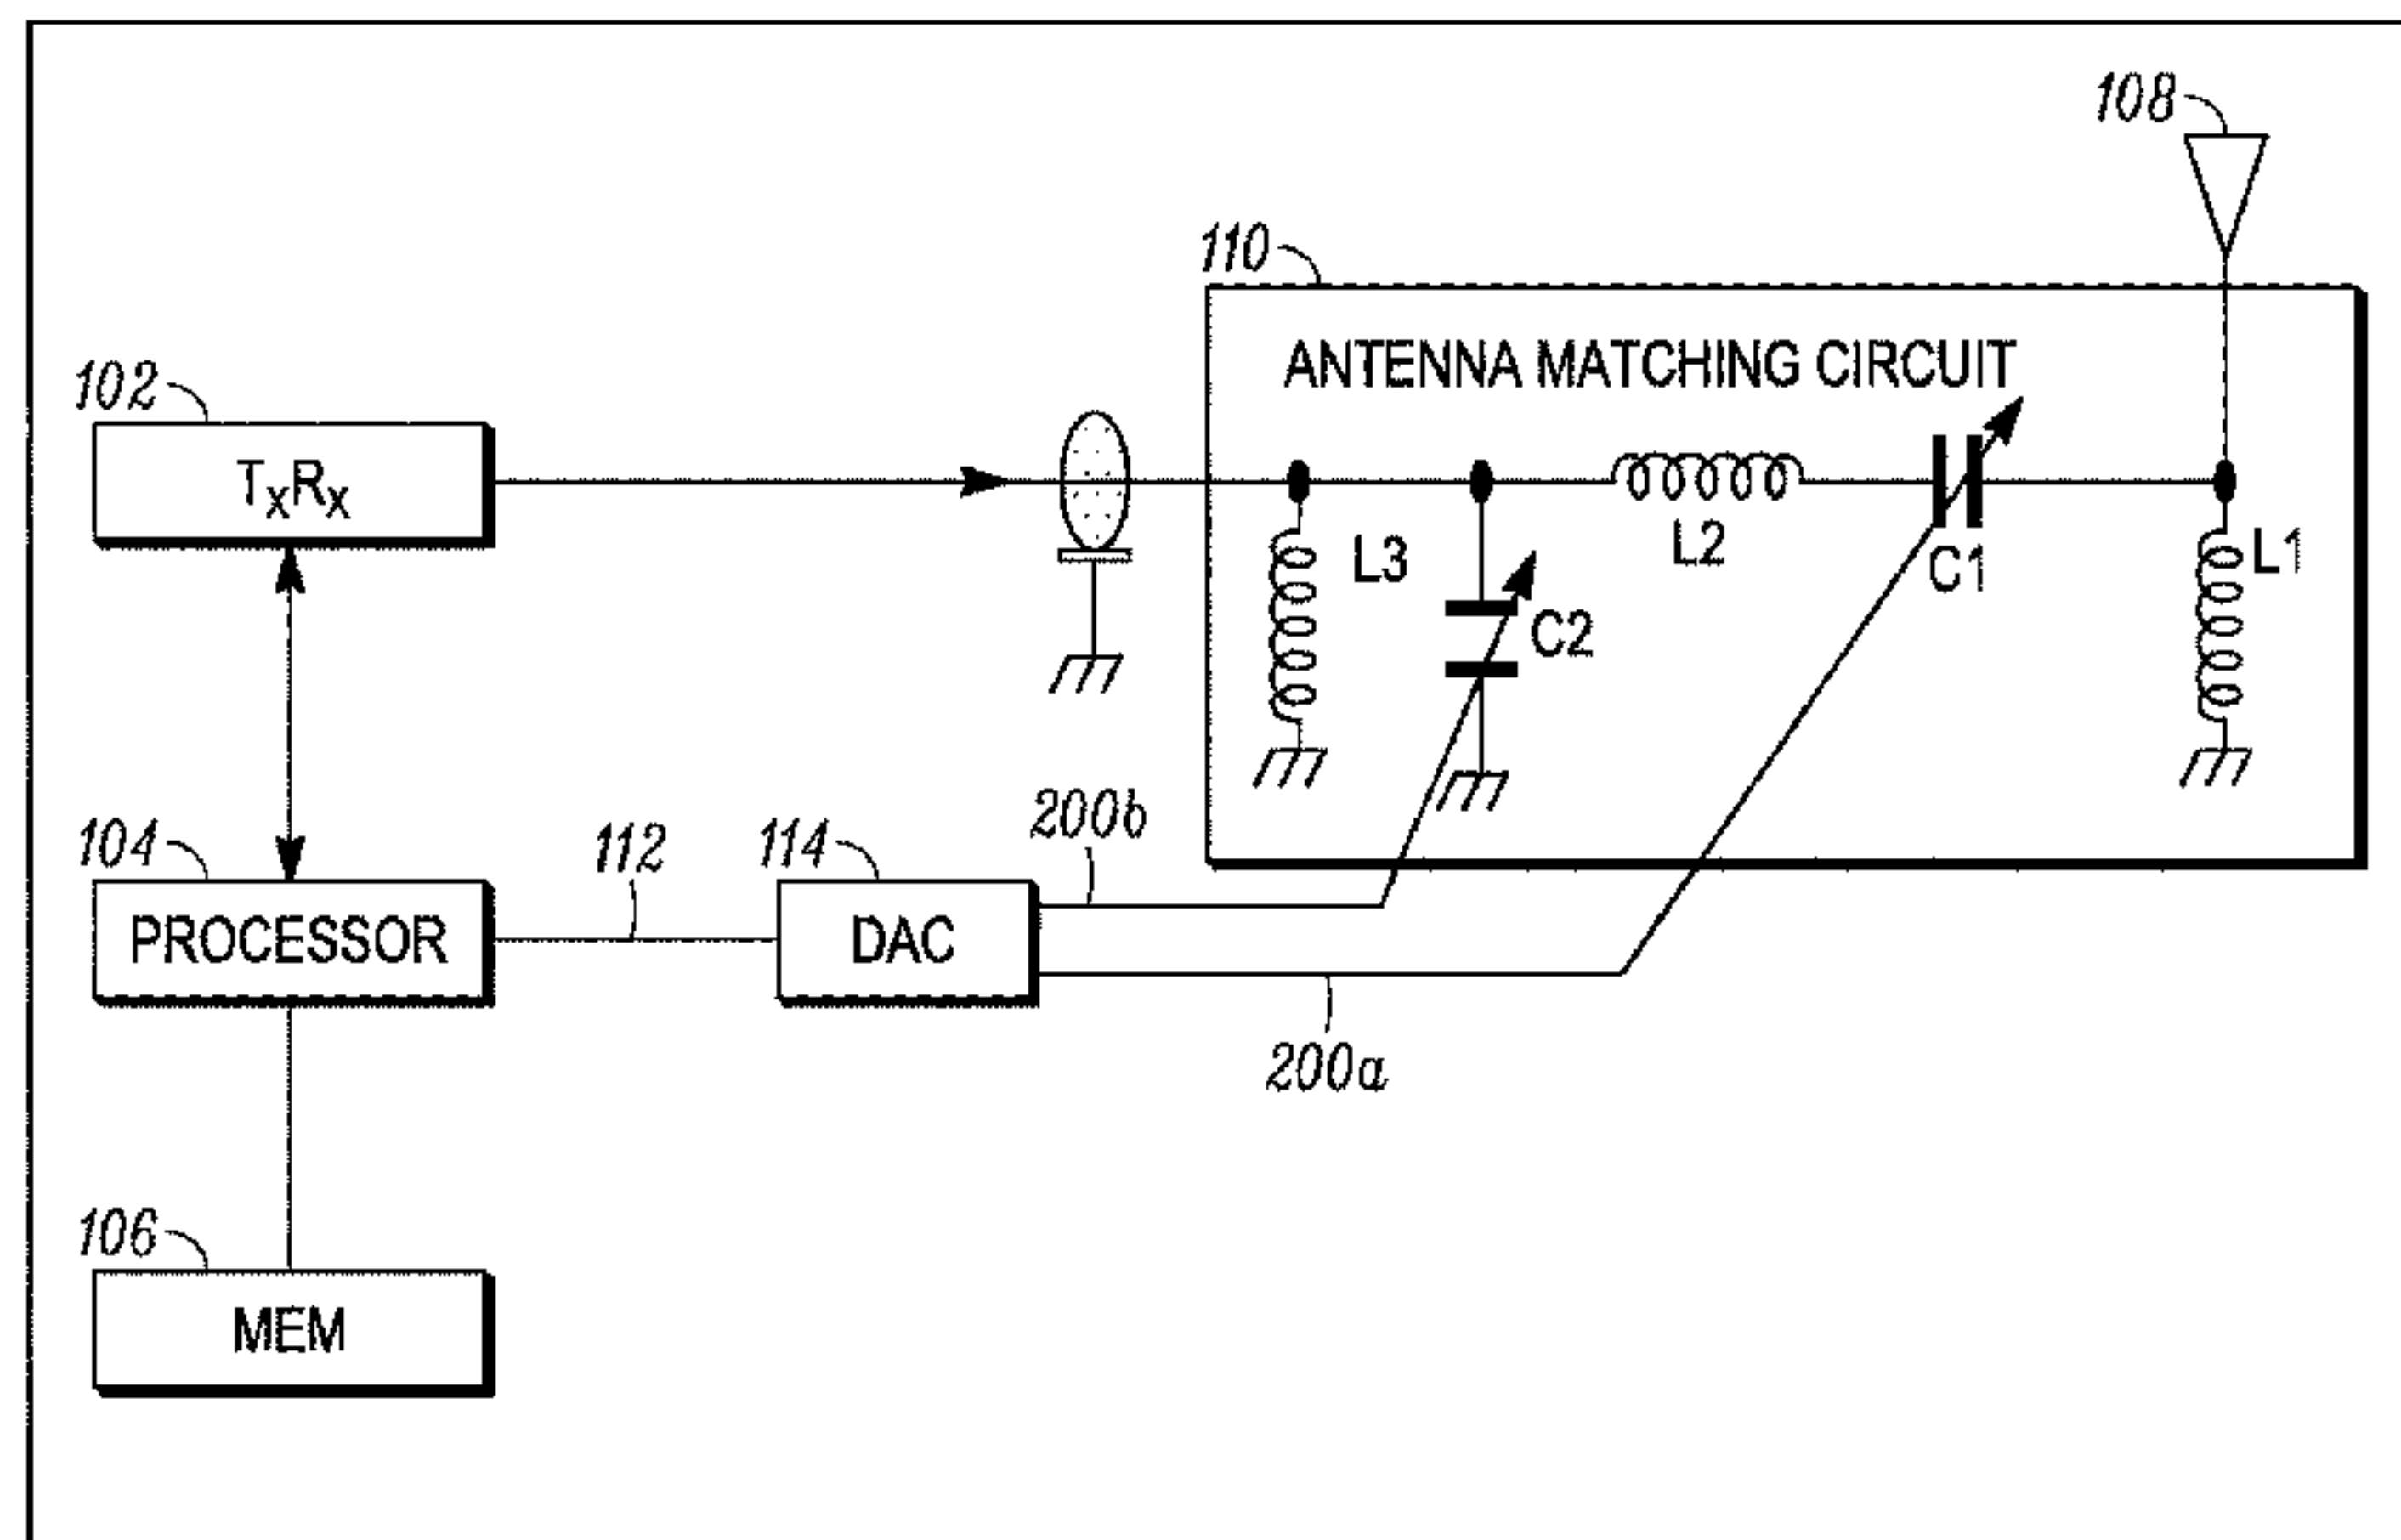 108
110
ANTENNA MATCHING CIRCUIT
102
TxRx
L3
L2
C1
L1
C2
104
112
114
200b
PROCESSOR
DAC
200a
106
MEM